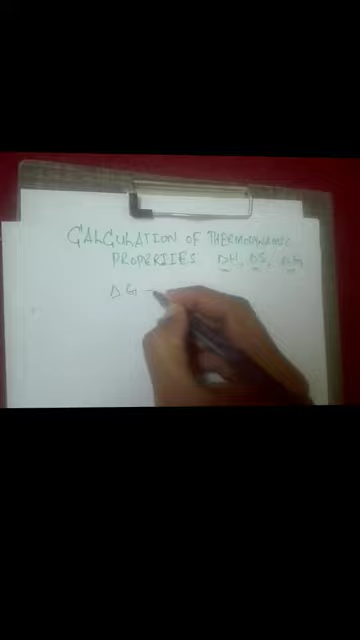 CALCULATION OF THERMODYNAMIC
PROPERTIES ΔH, ΔS, ΔG
ΔG –